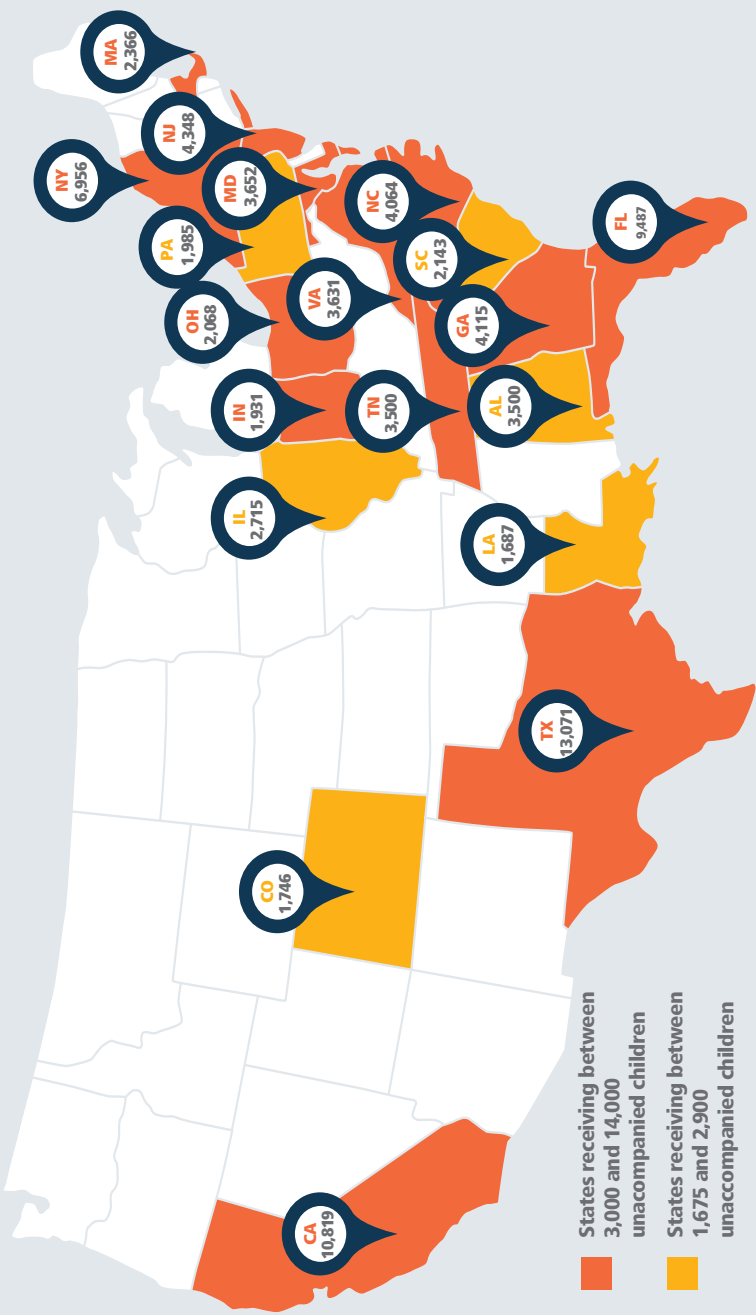 MA
2,366
NY
6,956
NJ
4,348
PA
1,985
MD
3,652
OH
2,068
VA
3,631
NC
4,064
SC
2,143
IN
1,931
TN
3,500
GA
4,115
FL
9,487
IL
2,715
AL
3,500
LA
1,687
CO
1,746
TX
13,071
CA
10,819
States receiving between
3,000 and 14,000
unacompanied children
States receiving between
1,675 and 2,900
unaccompanied children